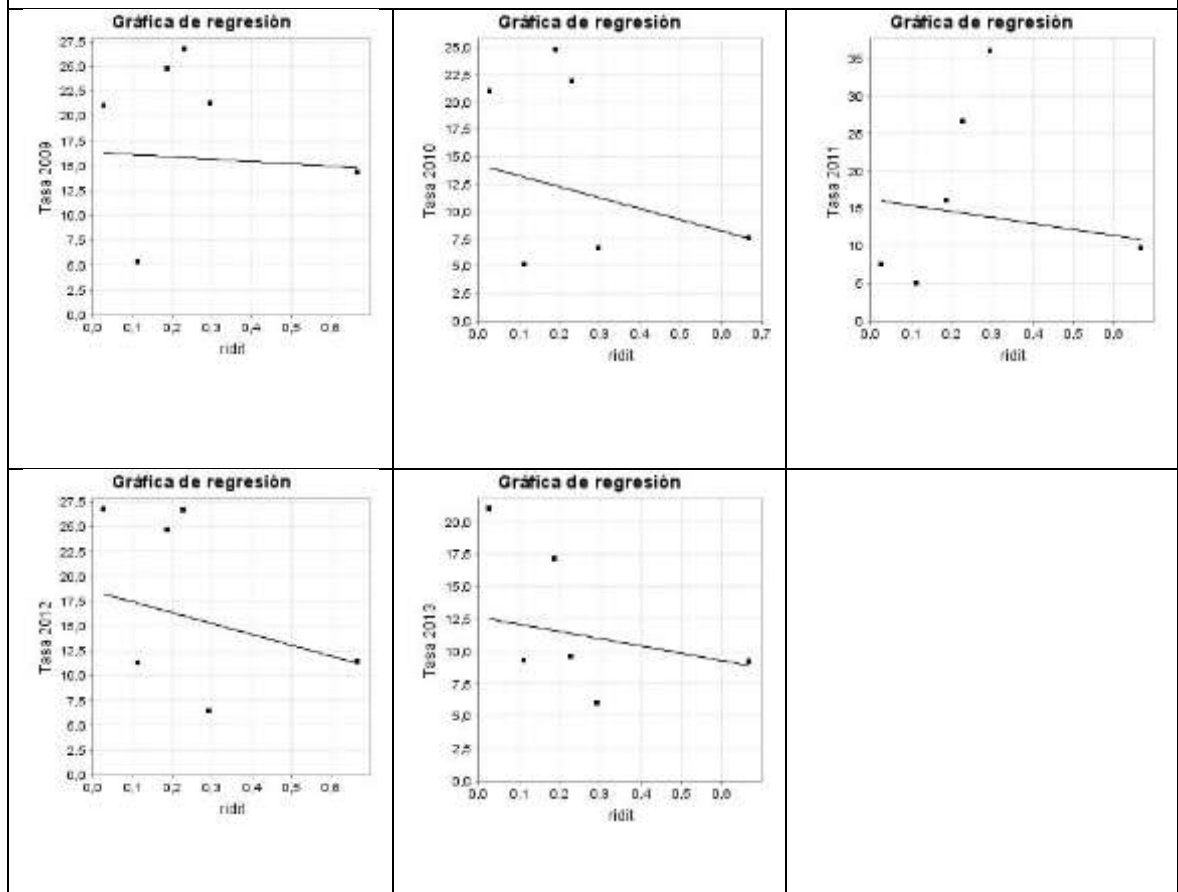 Gráfica de regresión
Tasa 2009
27,5
25,0
22,5
20,0
17,5
15,0
12,5
10,0
7,5
5,0
2,5
0,0
0,0 0,1 0,2 0,3 0,4 0,5 0,6
ridit
Gráfica de regresión
Tasa 2010
25,0
22,5
20,0
17,5
15,0
12,5
10,0
7,5
5,0
2,5
0,0
0,0 0,1 0,2 0,3 0,4 0,5 0,6 0,7
ridit
Gráfica de regresión
Tasa 2011
35
30
25
20
15
10
5
0
0,0 0,1 0,2 0,3 0,4 0,5 0,6
ridit
Gráfica de regresión
Tasa 2012
27,5
25,0
22,5
20,0
17,5
15,0
12,5
10,0
7,5
5,0
2,5
0,0
0,0 0,1 0,2 0,3 0,4 0,5 0,6
ridit
Gráfica de regresión
Tasa 2013
20,0
17,5
15,0
12,5
10,0
7,5
5,0
2,5
0,0
0,0 0,1 0,2 0,3 0,4 0,5 0,6
ridit